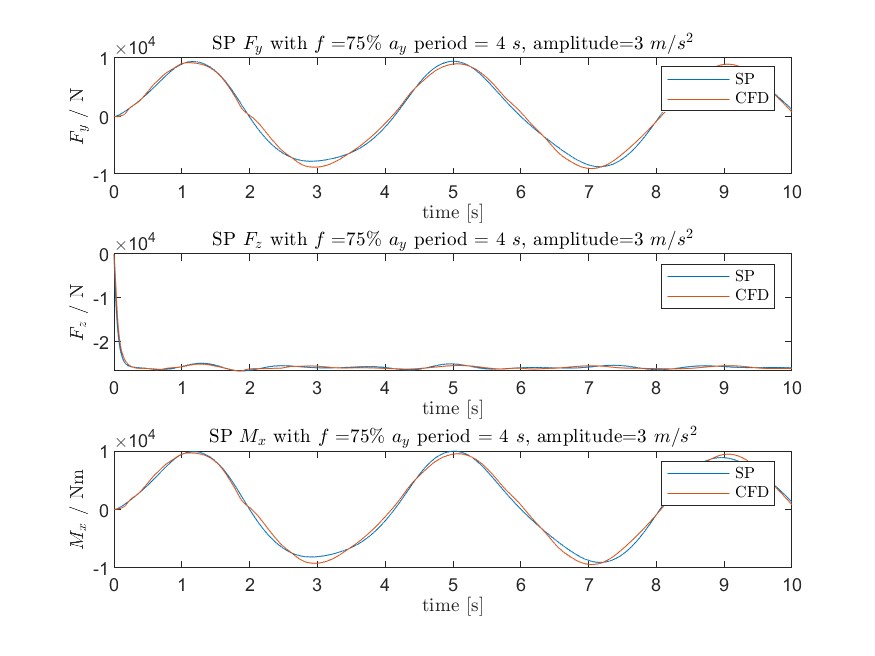 SP F_y with f =75% a_y period = 4 s, amplitude=3 m/s^2
×10^4
1
0
-1
F_y / N
SP
CFD
0 1 2 3 4 5 6 7 8 9 10
time [s]
SP F_z with f =75% a_y period = 4 s, amplitude=3 m/s^2
×10^4
0
-1
-2
F_z / N
SP
CFD
0 1 2 3 4 5 6 7 8 9 10
time [s]
SP M_x with f =75% a_y period = 4 s, amplitude=3 m/s^2
×10^4
1
0
-1
M_x / Nm
SP
CFD
0 1 2 3 4 5 6 7 8 9 10
time [s]